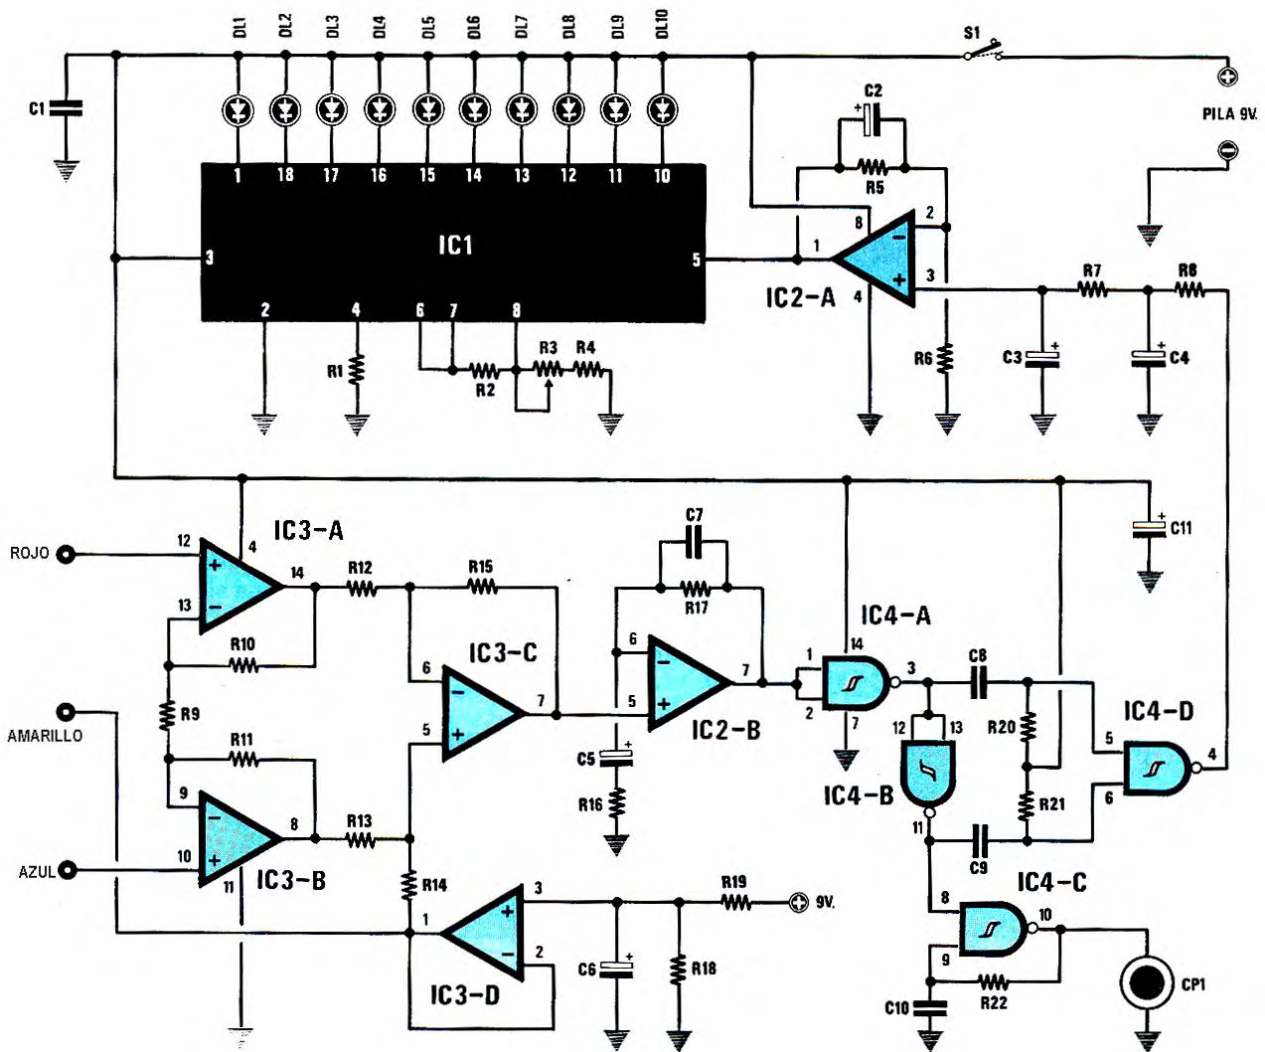 DL1 DL2 DL3 DL4 DL5 DL6 DL7 DL8 DL9 DL10
S1
C1
PILA 9V.
C2
R5
1 18 17 16 15 14 13 12 11 10
IC1
3
5
2 4 6 7 8
R1
R2
R3
R4
1
8
2
3
4
IC2-A
R6
R7
R8
C3
C4
C11
ROJO
12
13
4
14
IC3-A
R12
R15
R10
R9
AMARILLO
R11
6
5
7
IC3-C
C7
R17
6
5
7
IC2-B
C5
R16
IC4-A
1
2
14
3
7
C8
12
13
IC4-B
11
R20
R21
C9
IC4-D
5
6
4
AZUL
9
10
8
11
IC3-B
R13
R14
1
3
2
IC3-D
R19
9V.
C6
R18
IC4-C
8
9
10
C10
R22
CP1